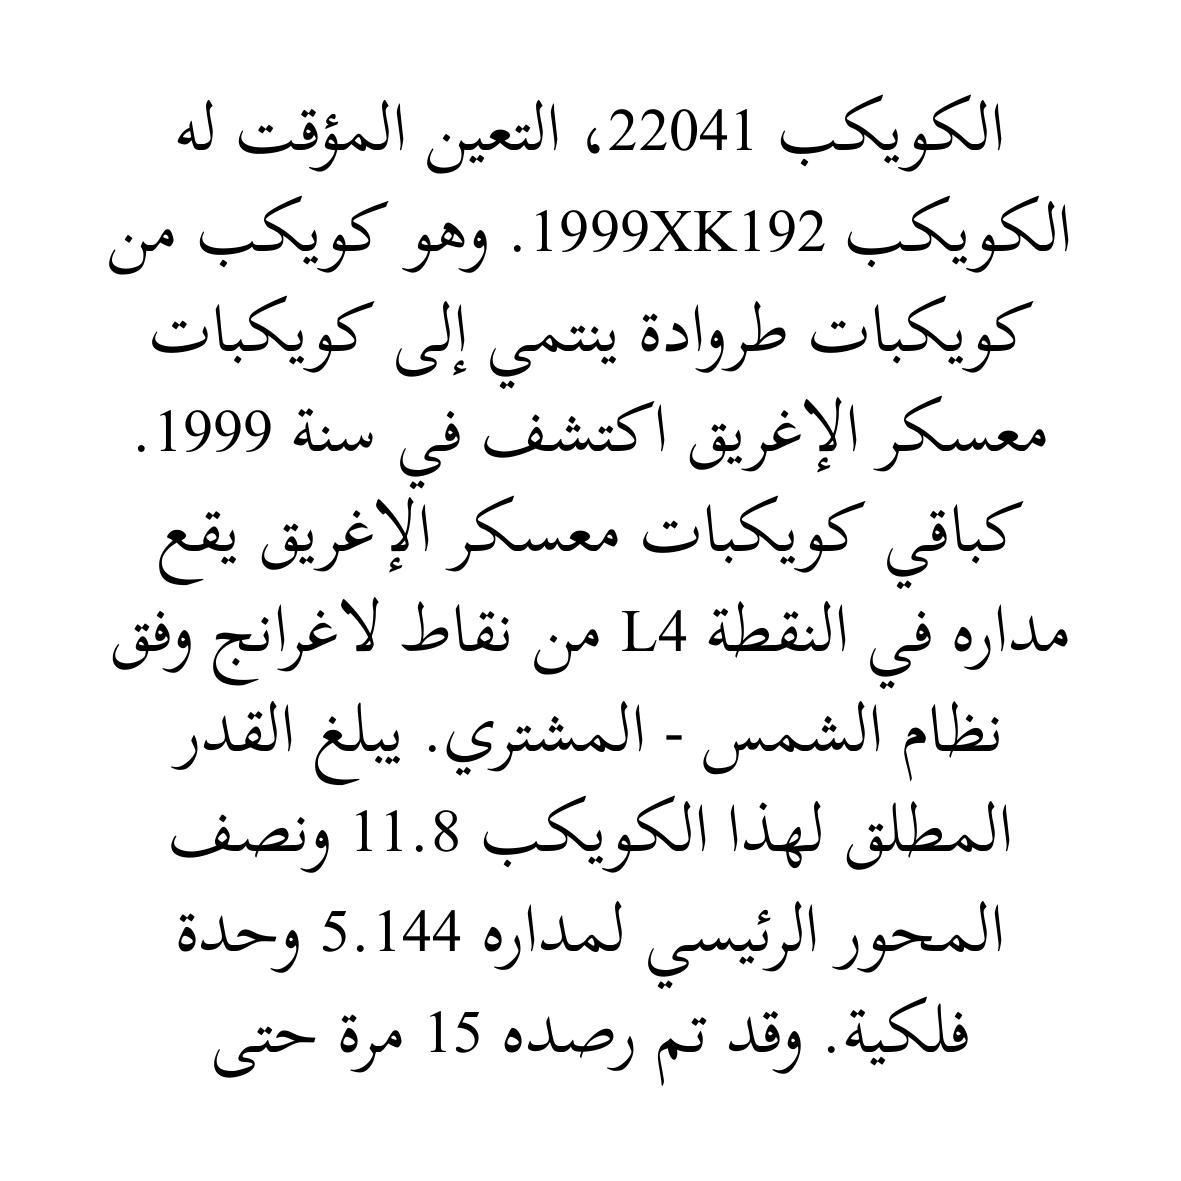 الكويكب 22041، التعين المؤقت له
الكويكب 1999XK192. وهو كويكب من
كويكبات طروادة ينتمي إلى كويكبات
معسكر الإغريق اكتشف في سنة 1999.
كباقي كويكبات معسكر الإغريق يقع
مداره في النقطة L4 من نقاط لاغرانج وفق
نظام الشمس - المشتري. يبلغ القدر
المطلق لهذا الكويكب 11.8 ونصف
المحور الرئيسي لمداره 5.144 وحدة
فلكية. وقد تم رصده 15 مرة حتى